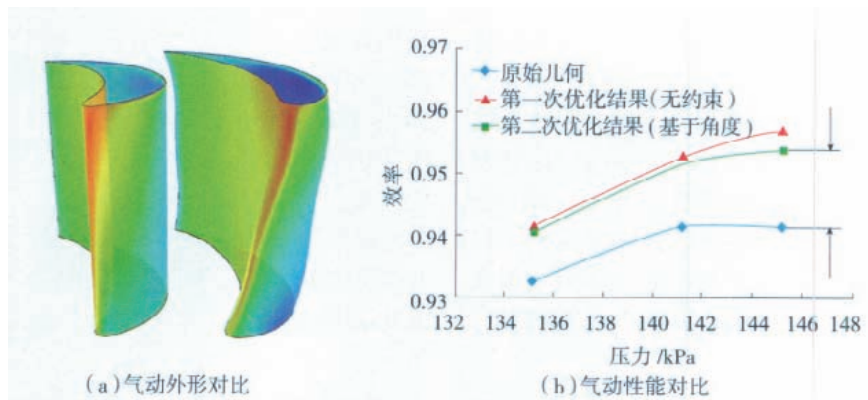 0.97
0.96
0.95
0.94
0.93
效率
原始几何
第一次优化结果(无约束)
第二次优化结果(基于角度)
132 134 136 138 140 142 144 146 148
压力/kPa
(a)气动外形对比
(b)气动性能对比